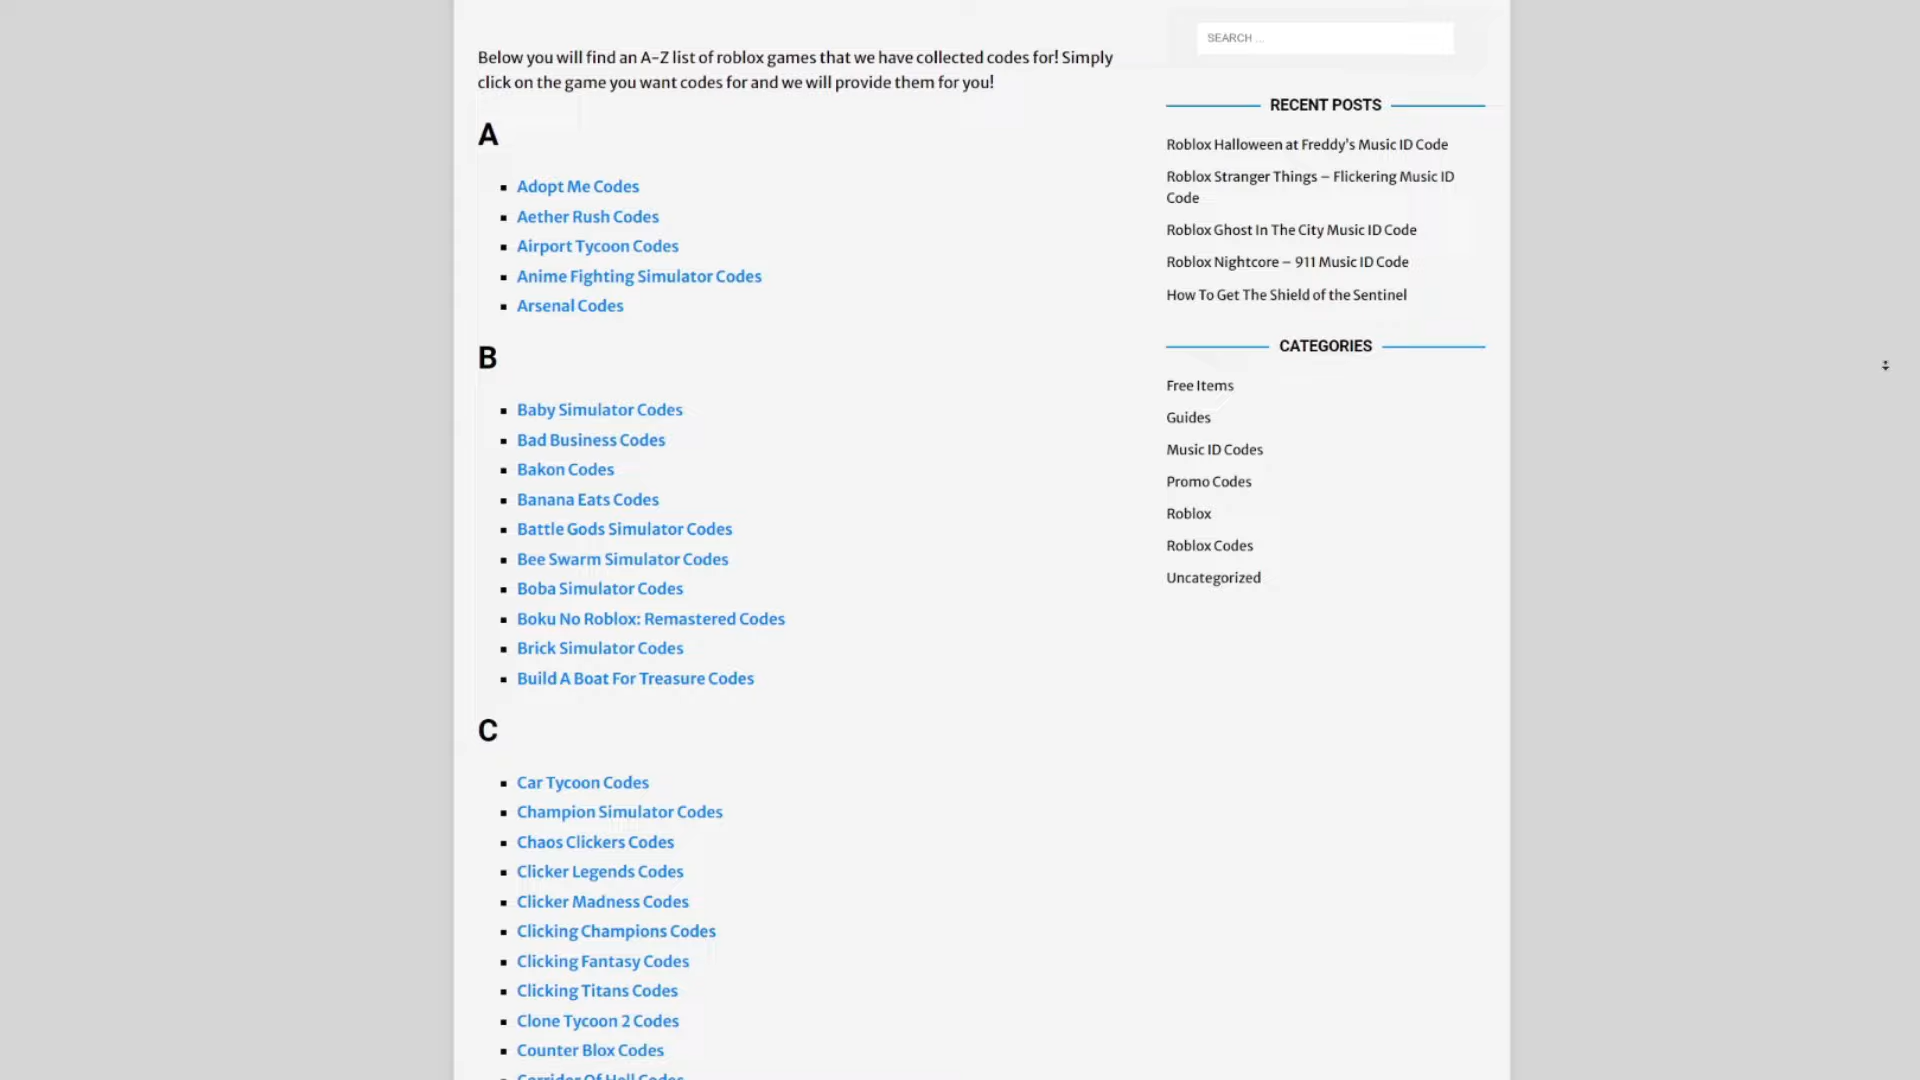 Below you will find an A-Z list of roblox games that we have collected codes for! Simply
click on the game you want codes for and we will provide them for you!
A
Adopt Me Codes
Aether Rush Codes
Airport Tycoon Codes
Anime Fighting Simulator Codes
Arsenal Codes
B
Baby Simulator Codes
Bad Business Codes
Bakon Codes
Banana Eats Codes
Battle Gods Simulator Codes
Bee Swarm Simulator Codes
Boba Simulator Codes
Boku No Roblox: Remastered Codes
Brick Simulator Codes
Build A Boat For Treasure Codes
C
Car Tycoon Codes
Champion Simulator Codes
Chaos Clickers Codes
Clicker Legends Codes
Clicker Madness Codes
Clicking Champions Codes
Clicking Fantasy Codes
Clicking Titans Codes
Clone Tycoon 2 Codes
Counter Blox Codes
Corridor Of Hell Codes
SEARCH ...
RECENT POSTS
Roblox Halloween at Freddy's Music ID Code
Roblox Stranger Things – Flickering Music ID
Code
Roblox Ghost In The City Music ID Code
Roblox Nightcore – 911 Music ID Code
How To Get The Shield of the Sentinel
CATEGORIES
Free Items
Guides
Music ID Codes
Promo Codes
Roblox
Roblox Codes
Uncategorized